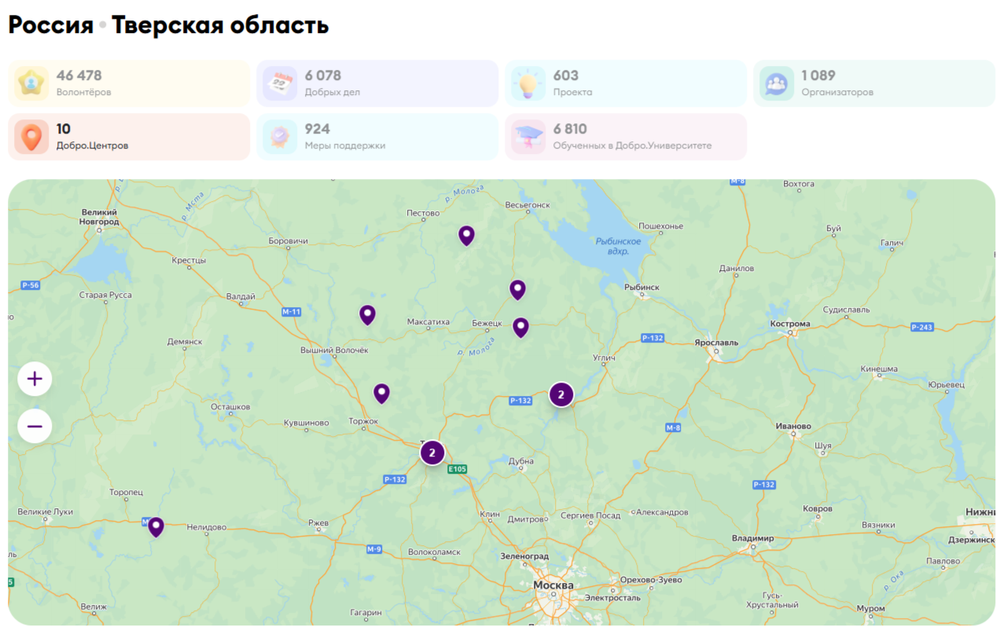 Россия • Тверская область
46 478
Волонтёров
6 078
Добрых дел
603
Проекта
1 089
Организаторов
10
Добро.Центров
924
Меры поддержки
6 810
Обученных в Добро.Университете
М-8
Вохтога
р. Мста
р. Молога
Весьегонск
Пестово
Великий
Новгород
Пошехонье
Буй
Боровичи
Рыбинское
вдхр.
Галич
Крестцы
Данилов
Р-56
Рыбинск
Старая Русса
Валдай
М-11
Судиславль
Максатиха
Бежецк
Кострома
Р-243
Демянск
Р-132
Ярославль
Вышний Волочёк
р. Молога
Углич
Кинешма
+
Юрьевец
2
Р-132
Осташков
Кувшиново
Торжок
М-8
Иваново
−
Шуя
2
Дубна
Е105
Р-132
Р-132
Торопец
Великие Луки
Клин
Дмитров
Сергиев Посад
Александров
Ковров
Нижни
Нелидово
Ржев
Вязники
М-9
Владимир
Дзержинск
Волоколамск
Зеленоград
Павлово
Москва
Орехово-Зуево
р. Ока
Электросталь
Гусь-
Хрустальный
Велиж
Гагарин
Муром